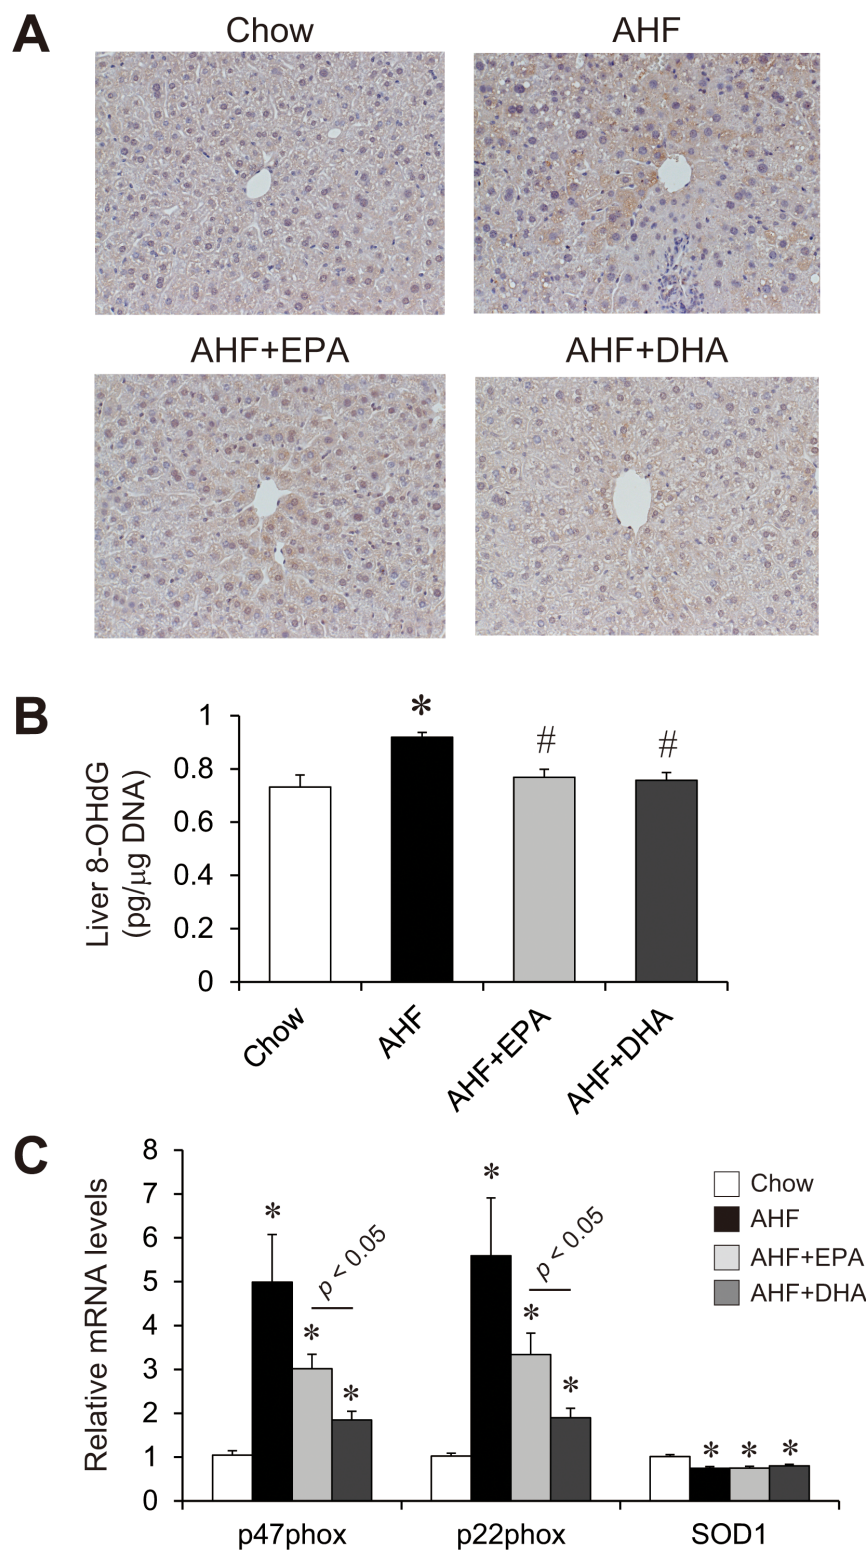 A
Chow
AHF
AHF+EPA
AHF+DHA
B
Liver 8-OHdG
(pg/μg DNA)
1
0.8
0.6
0.4
0.2
0
*
#
#
Chow
AHF
AHF+EPA
AHF+DHA
C
Relative mRNA levels
8
7
6
5
4
3
2
1
0
*
*
*
p < 0.05
*
*
*
p < 0.05
*
*
*
Chow
AHF
AHF+EPA
AHF+DHA
p47phox
p22phox
SOD1